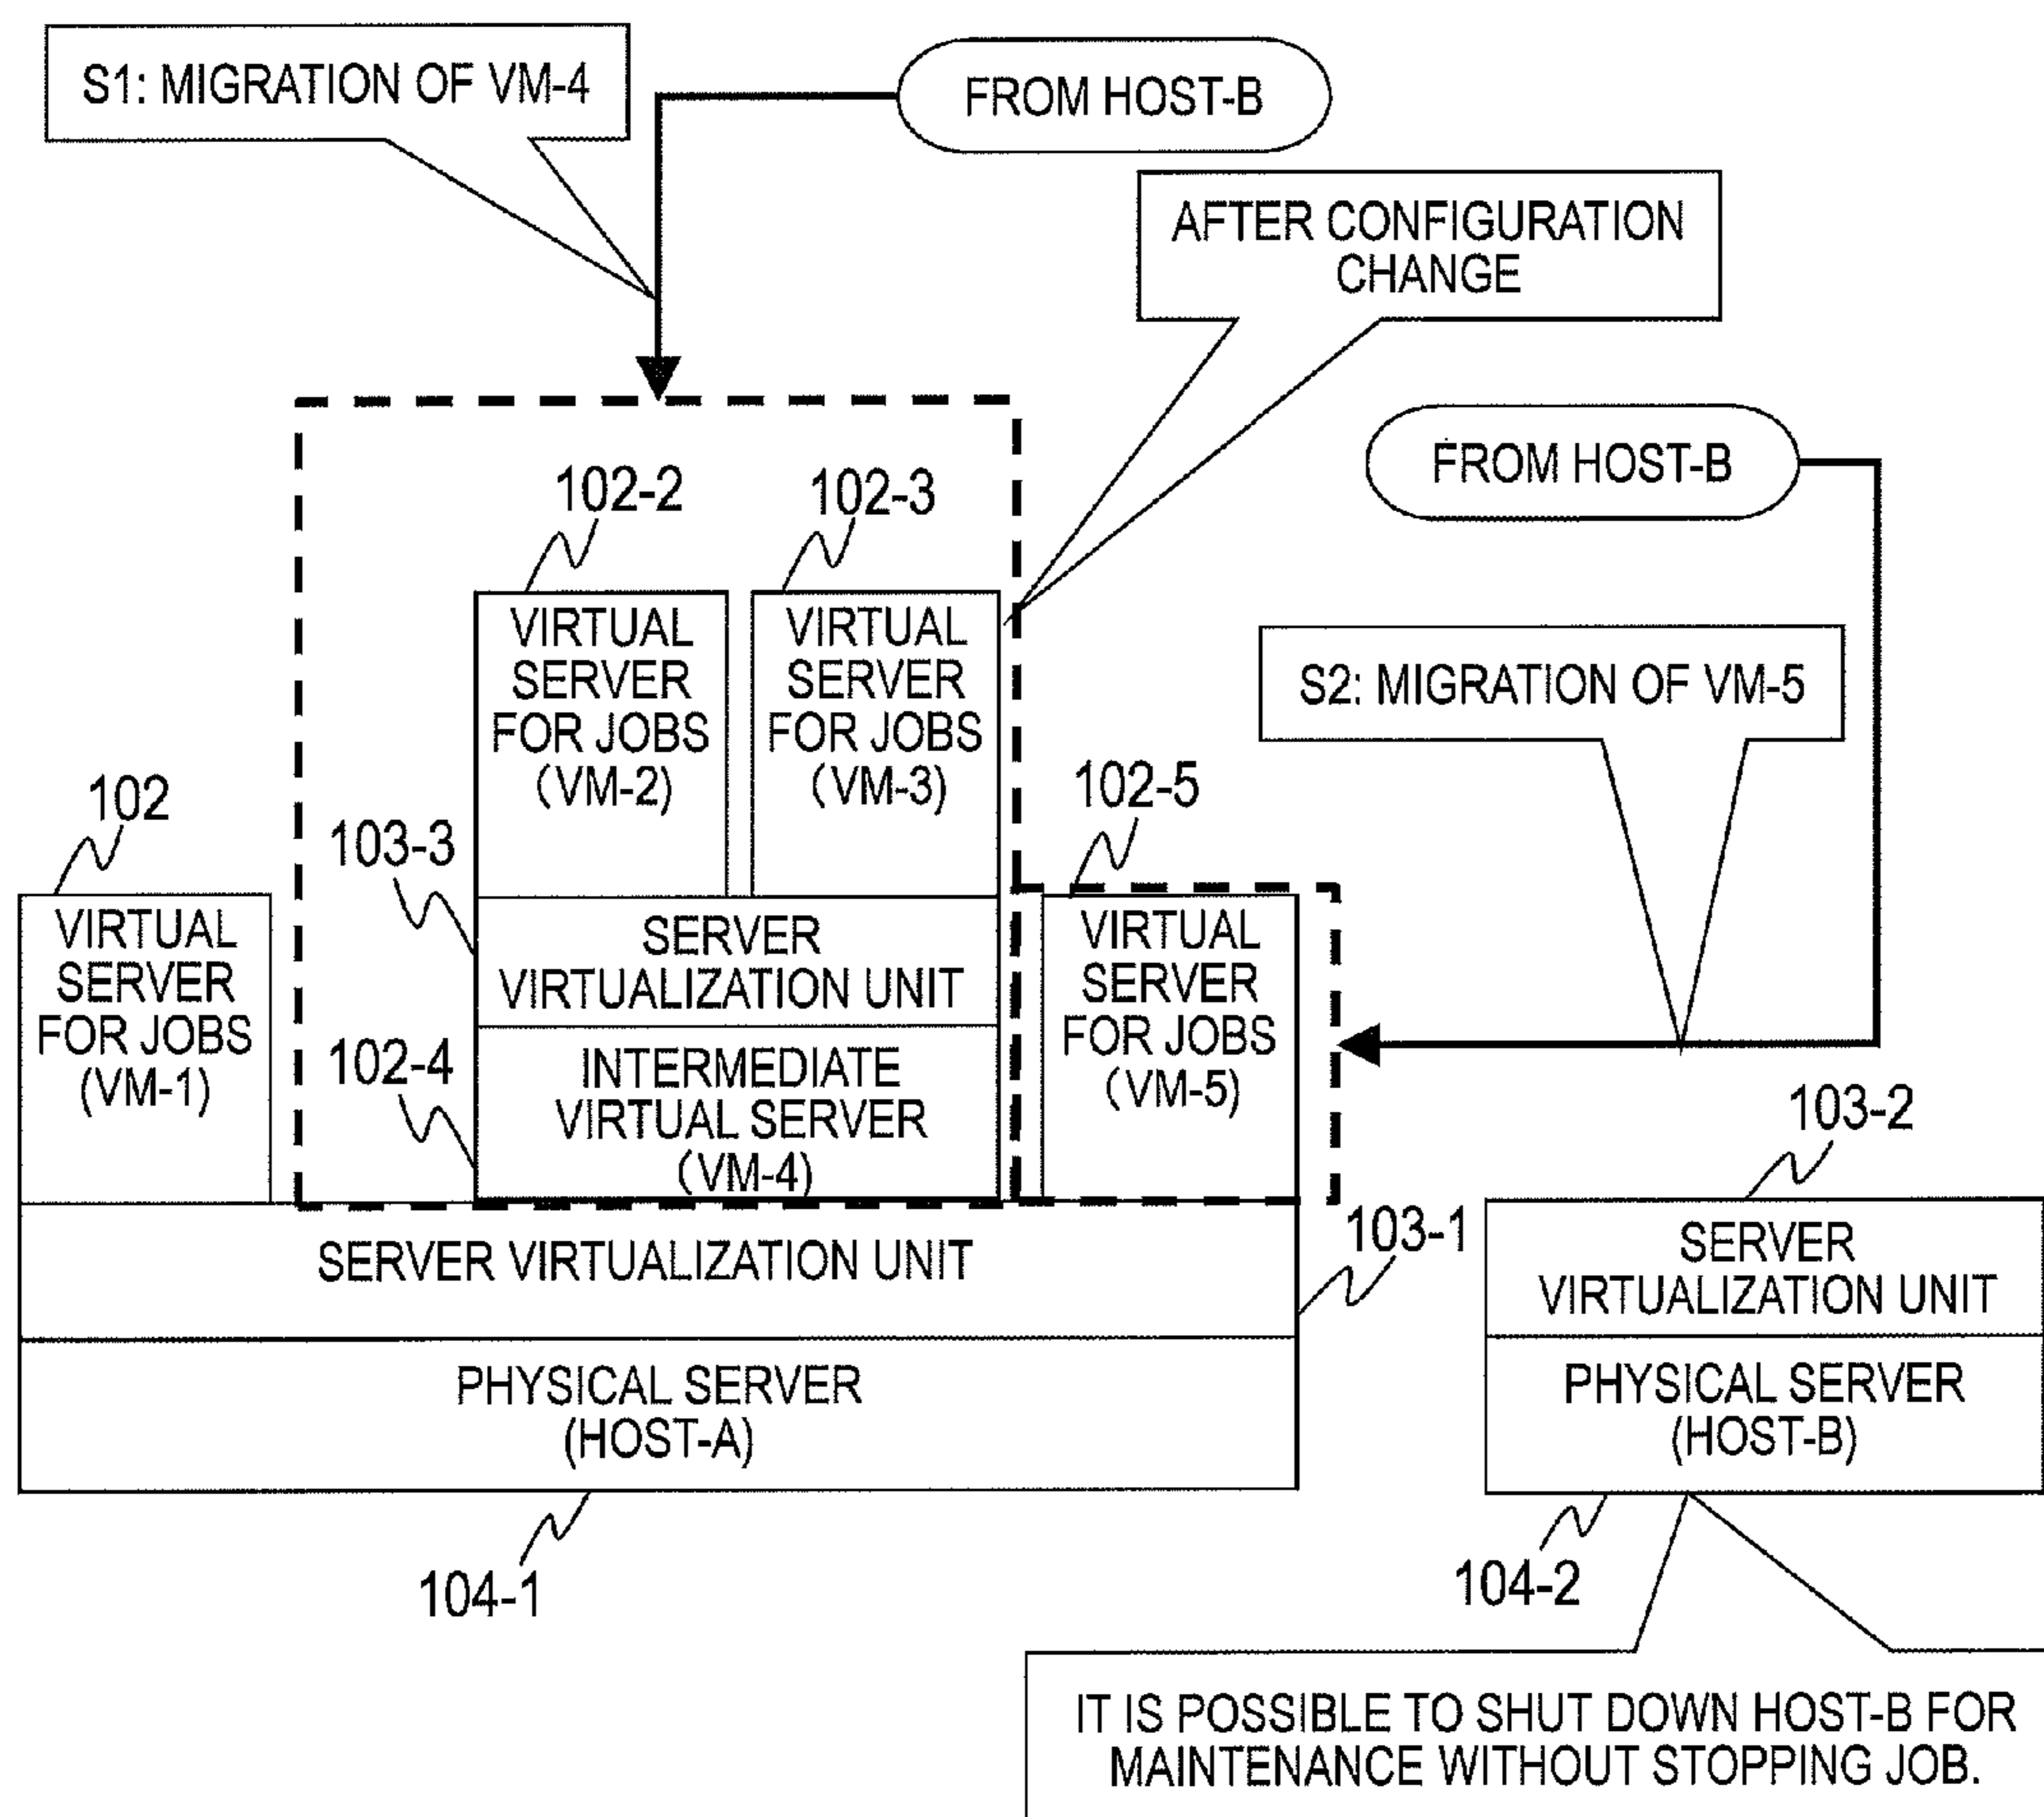 S1: MIGRATION OF VM-4
FROM HOST-B
AFTER CONFIGURATION
CHANGE
FROM HOST-B
102-2
102-3
VIRTUAL
SERVER
FOR JOBS
(VM-2)
VIRTUAL
SERVER
FOR JOBS
(VM-3)
S2: MIGRATION OF VM-5
102
103-3
102-5
VIRTUAL
SERVER
FOR JOBS
(VM-1)
SERVER
VIRTUALIZATION UNIT
VIRTUAL
SERVER
FOR JOBS
(VM-5)
102-4
INTERMEDIATE
VIRTUAL SERVER
(VM-4)
103-2
SERVER VIRTUALIZATION UNIT
103-1
SERVER
VIRTUALIZATION UNIT
PHYSICAL SERVER
(HOST-A)
PHYSICAL SERVER
(HOST-B)
104-1
104-2
IT IS POSSIBLE TO SHUT DOWN HOST-B FOR
MAINTENANCE WITHOUT STOPPING JOB.